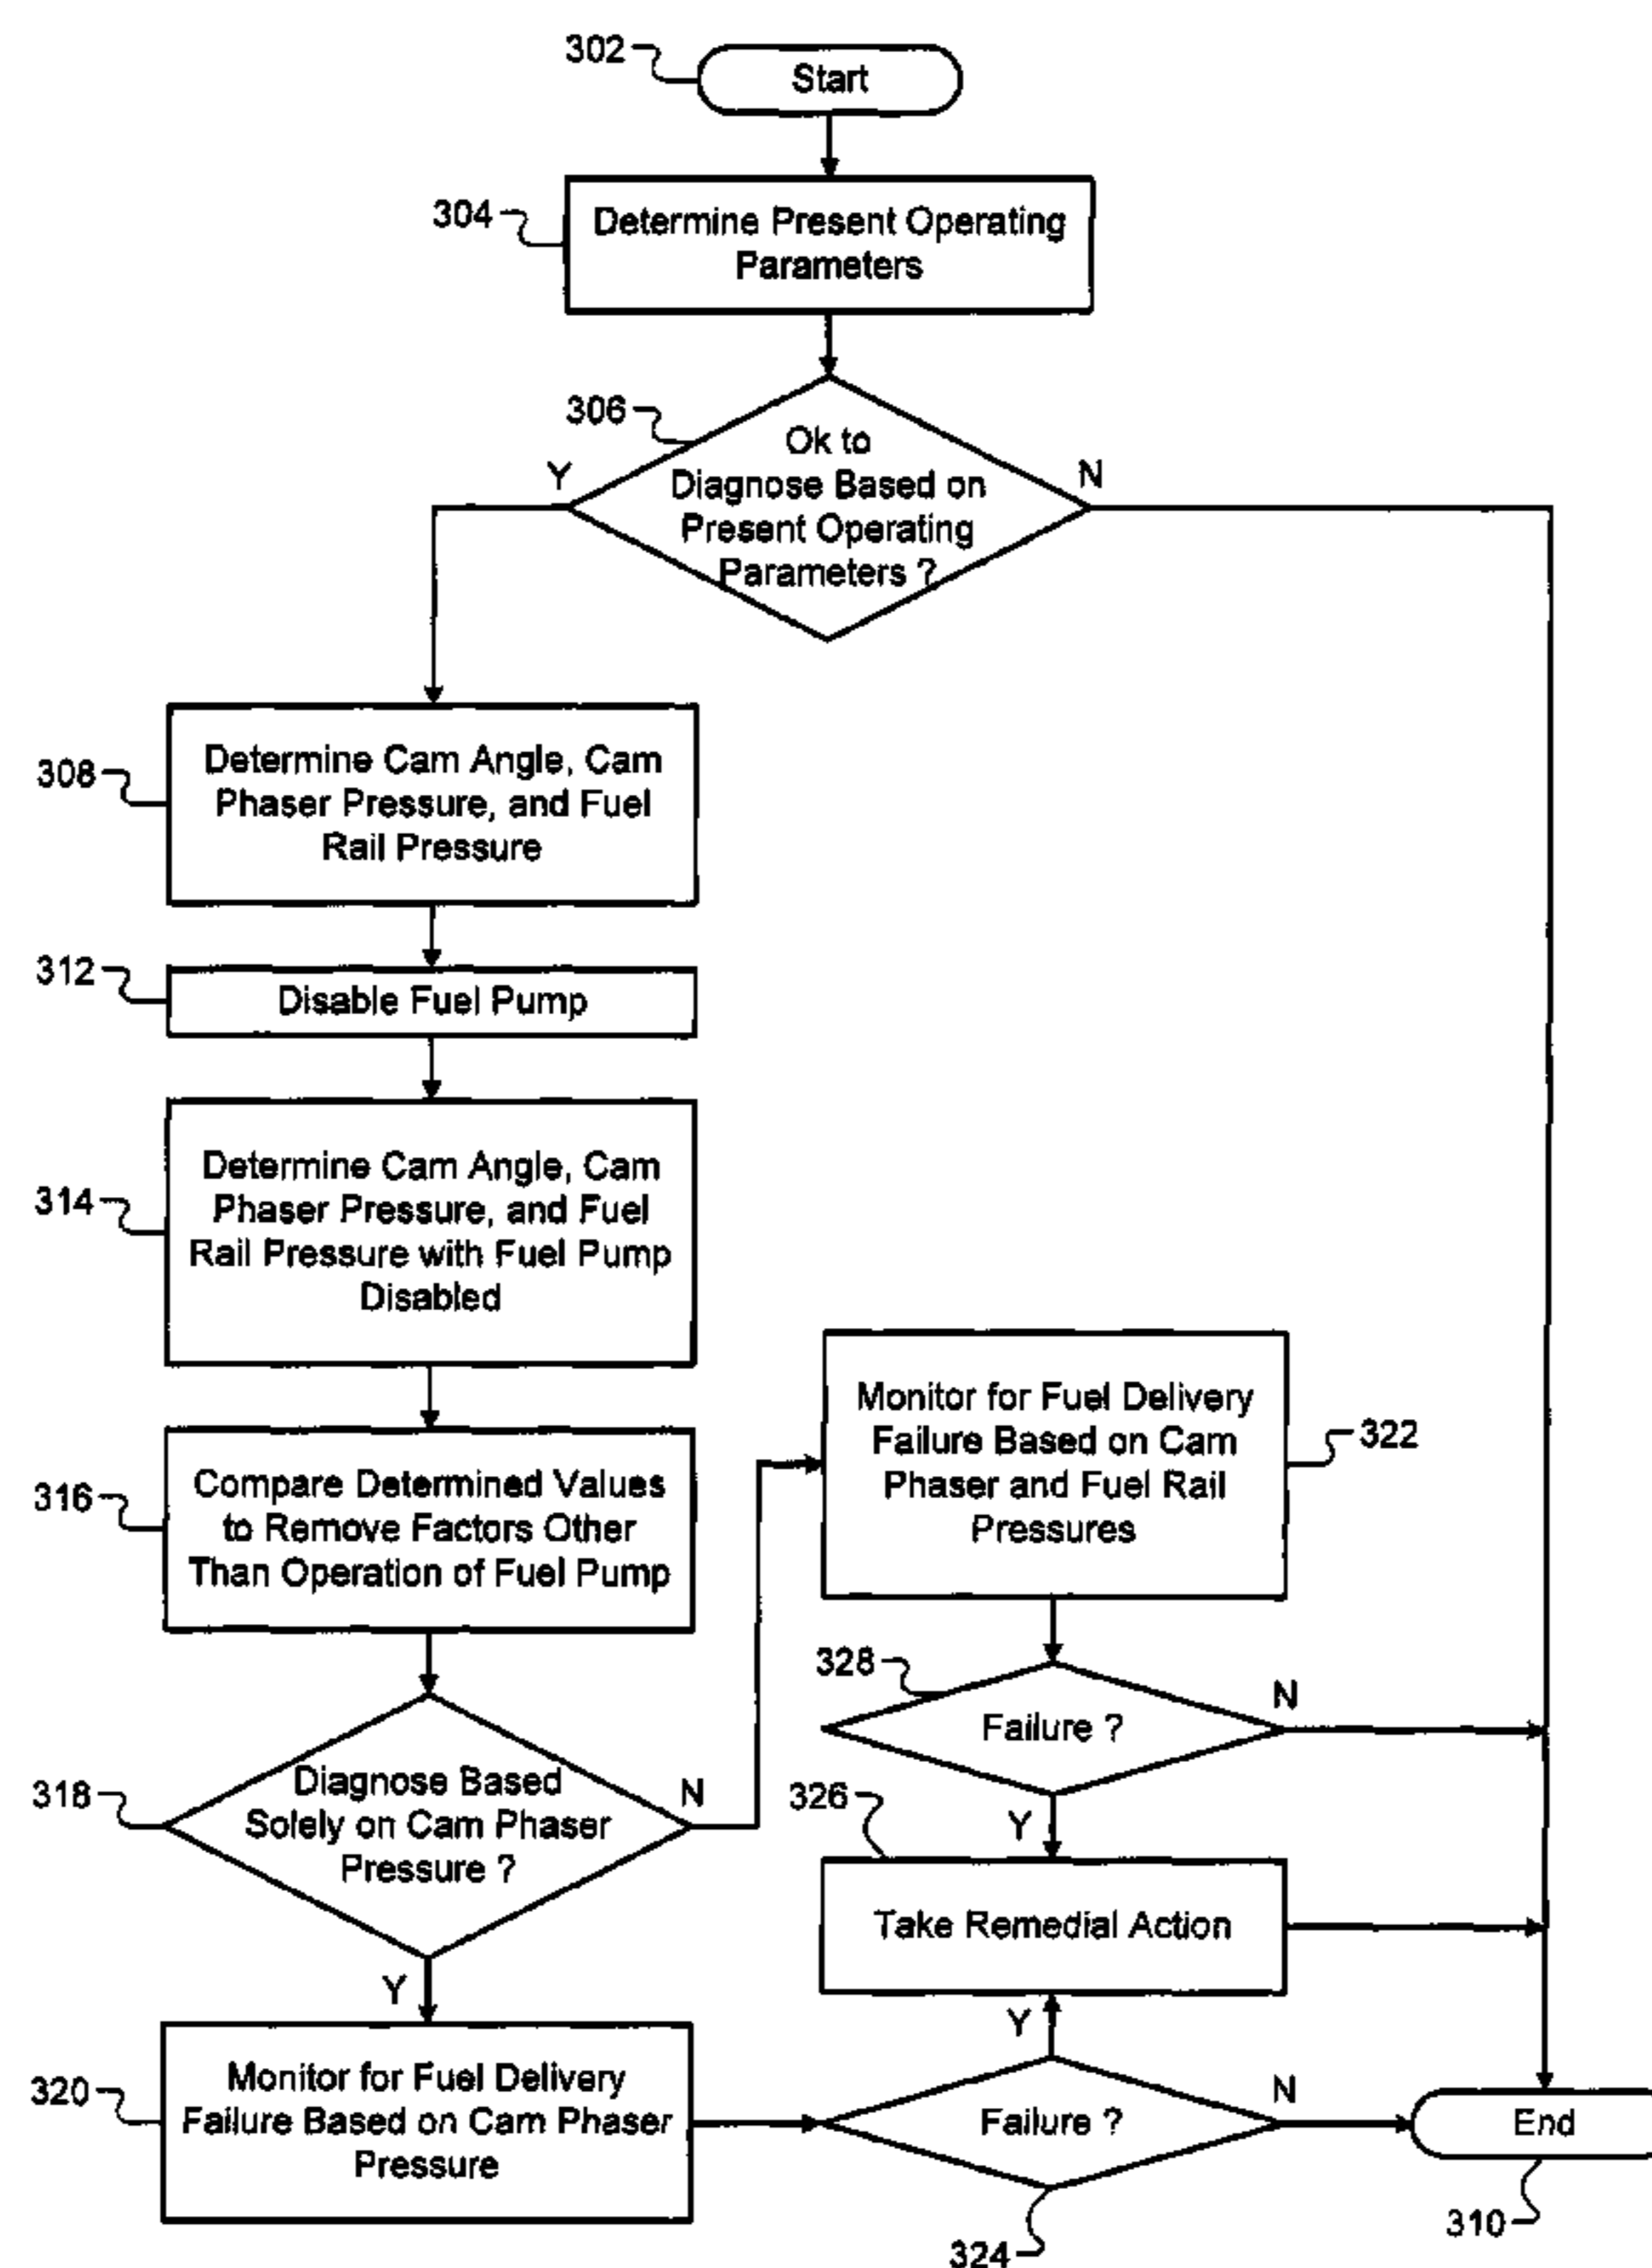 302
Start
304
Determine Present Operating
Parameters
306
Ok to
Diagnose Based on
Present Operating
Parameters ?
Y
N
308
Determine Cam Angle, Cam
Phaser Pressure, and Fuel
Rail Pressure
312
Disable Fuel Pump
314
Determine Cam Angle, Cam
Phaser Pressure, and Fuel
Rail Pressure with Fuel Pump
Disabled
316
Compare Determined Values
to Remove Factors Other
Than Operation of Fuel Pump
318
Diagnose Based
Solely on Cam Phaser
Pressure ?
N
Y
320
Monitor for Fuel Delivery
Failure Based on Cam Phaser
Pressure
322
Monitor for Fuel Delivery
Failure Based on Cam
Phaser and Fuel Rail
Pressures
328
Failure ?
N
Y
326
Take Remedial Action
Y
Failure ?
N
324
End
310